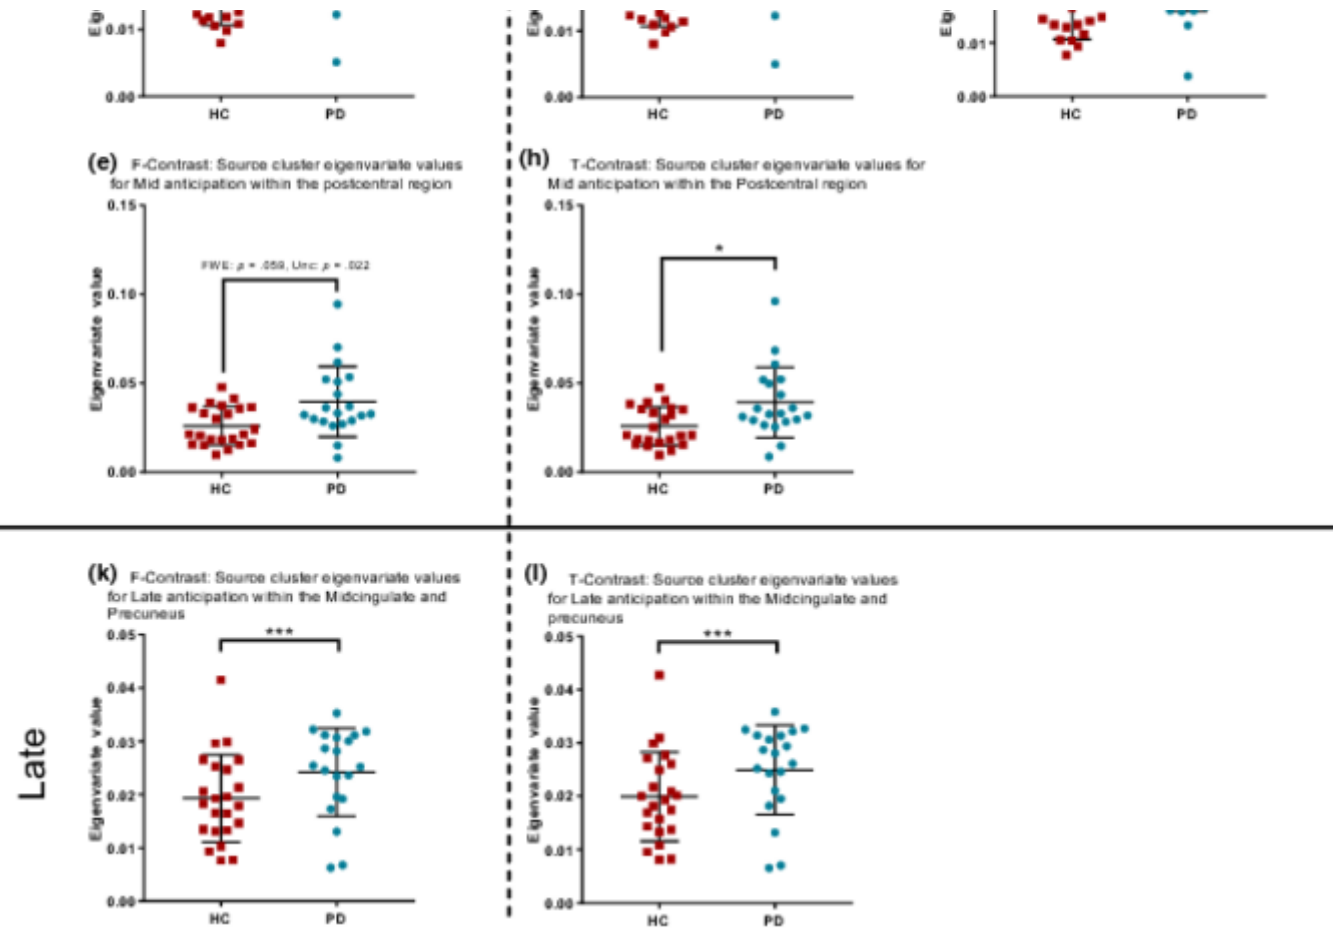 Eig
0.01
0.00
HC
PD
Eig
0.01
0.00
HC
PD
Eig
0.01
0.00
HC
PD
(e) F-Contrast: Source cluster eigenvariate values
for Mid anticipation within the postcentral region
0.15
0.10
0.05
0.00
Eigenvariate value
FWE: p = .059, Unc: p = .022
HC
PD
(h) T-Contrast: Source cluster eigenvariate values for
Mid anticipation within the Postcentral region
0.15
0.10
0.05
0.00
Eigenvariate value
*
HC
PD
Late
(k) F-Contrast: Source cluster eigenvariate values
for Late anticipation within the Midcingulate and
Precuneus
0.05
0.04
0.03
0.02
0.01
0.00
Eigenvariate value
***
HC
PD
(l) T-Contrast: Source cluster eigenvariate values
for Late anticipation within the Midcingulate and
precuneus
0.05
0.04
0.03
0.02
0.01
0.00
Eigenvariate value
***
HC
PD